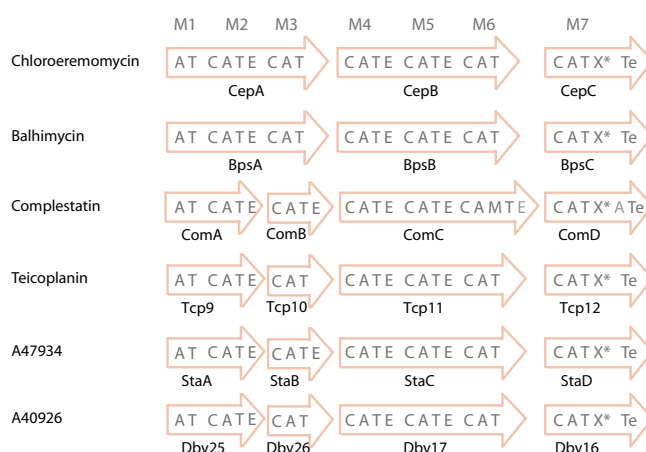 M1 M2 M3 M4 M5 M6 M7
Chloroeremomycin AT CATE CAT CATE CATE CAT CATX* Te
CepA CepB CepC
Balhimycin AT CATE CAT CATE CATE CAT CATX* Te
BpsA BpsB BpsC
Complestatin AT CATE CATE CATE CATE CAMTE CATX* A Te
ComA ComB ComC ComD
Teicoplanin AT CATE CAT CATE CATE CAT CATX* Te
Tcp9 Tcp10 Tcp11 Tcp12
A47934 AT CATE CATE CATE CATE CAT CATX* Te
StaA StaB StaC StaD
A40926 AT CATE CAT CATE CATE CAT CATX* Te
Dbv25 Dbv26 Dbv17 Dbv16